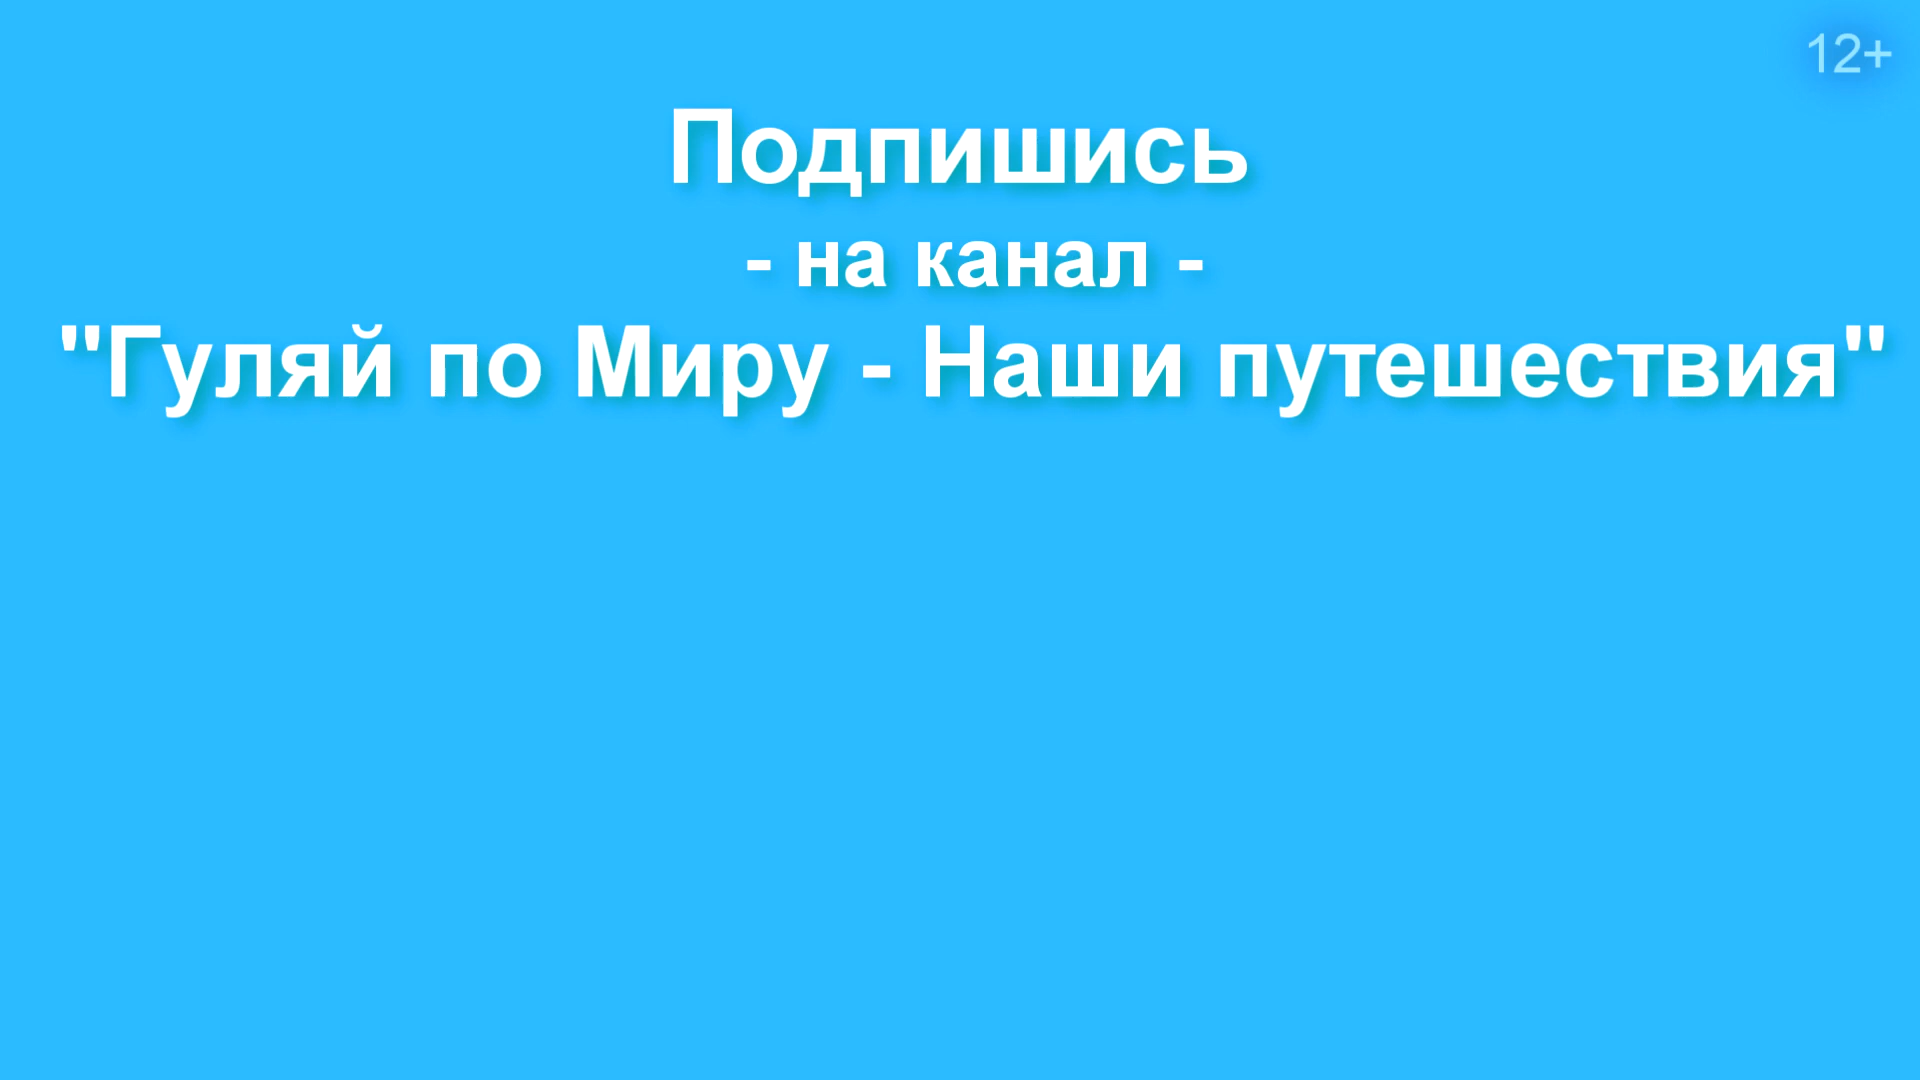 12+
Подпишись
- на канал -
"Гуляй по Миру - Наши путешествия"